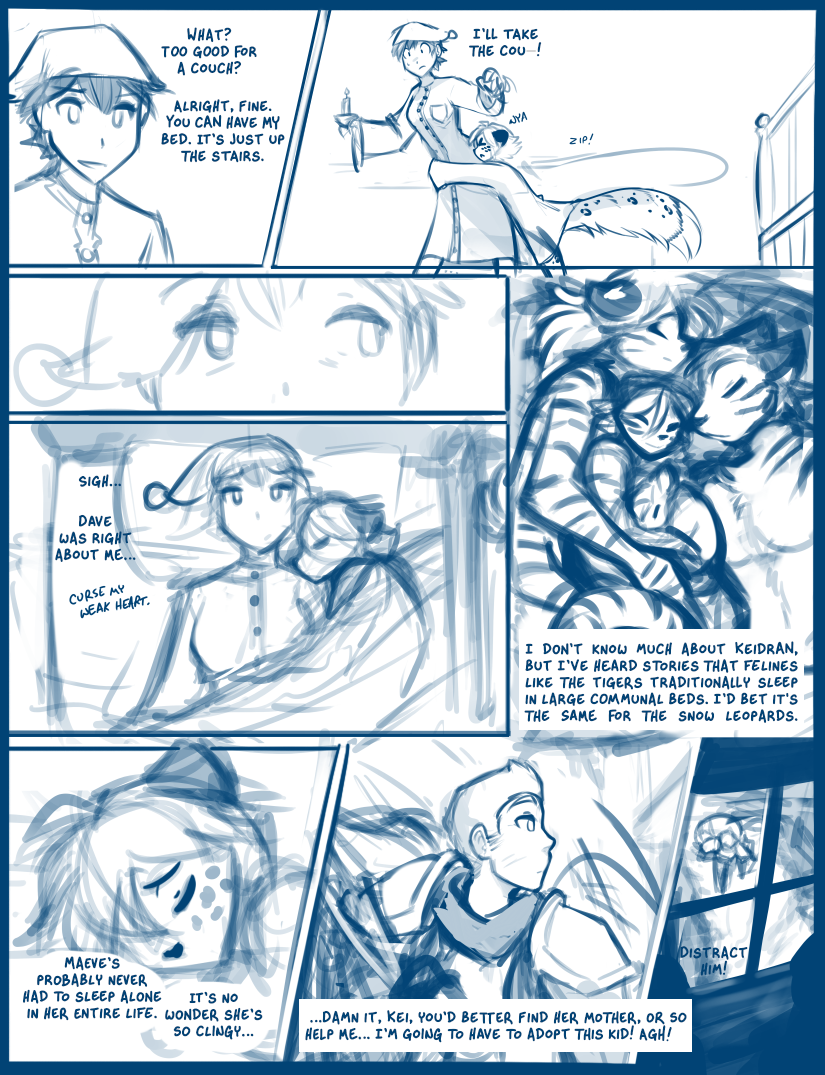 WHAT?
TOO GOOD FOR
A COUCH?
ALRIGHT, FINE.
YOU CAN HAVE MY
BED. IT'S JUST UP
THE STAIRS.
I'LL TAKE
THE COU–!
NYA
ZIP!
SIGH...
DAVE
WAS RIGHT
ABOUT ME...
CURSE MY
WEAK HEART.
I DON'T KNOW MUCH ABOUT KEIDRAN,
BUT I'VE HEARD STORIES THAT FELINES
LIKE THE TIGERS TRADITIONALLY SLEEP
IN LARGE COMMUNAL BEDS. I'D BET IT'S
THE SAME FOR THE SNOW LEOPARDS.
MAEVE'S
PROBABLY NEVER
HAD TO SLEEP ALONE
IN HER ENTIRE LIFE.
IT'S NO
WONDER SHE'S
SO CLINGY...
...DAMN IT, KEI, YOU'D BETTER FIND HER MOTHER, OR SO
HELP ME... I'M GOING TO HAVE TO ADOPT THIS KID! AGH!
DISTRACT
HIM!